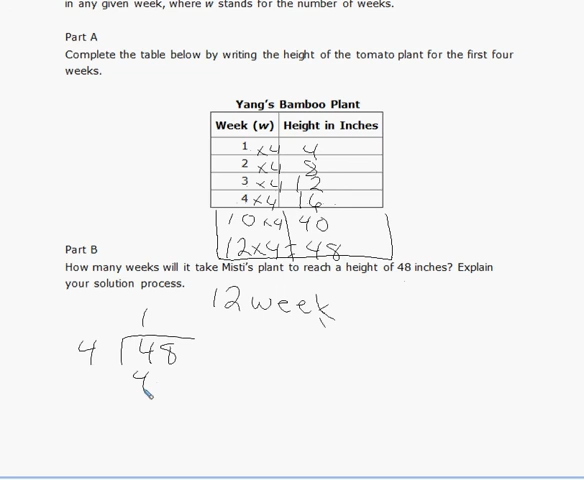 in any given week, where w stands for the number of weeks.
Part A
Complete the table below by writing the height of the tomato plant for the first four
weeks.
Yang's Bamboo Plant
Week (w) Height in Inches
1 x4 4
2 x4 8
3 x4 12
4 x4 16
10 x4 40
12x4= 48
Part B
How many weeks will it take Misti's plant to reach a height of 48 inches? Explain
your solution process.
12 week
1
4 48
4